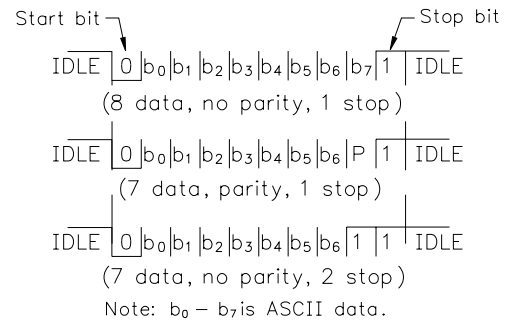 Start bit Stop bit
IDLE 0 b₀ b₁ b₂ b₃ b₄ b₅ b₆ b₇ 1 IDLE
(8 data, no parity, 1 stop)
IDLE 0 b₀ b₁ b₂ b₃ b₄ b₅ b₆ P 1 IDLE
(7 data, parity, 1 stop)
IDLE 0 b₀ b₁ b₂ b₃ b₄ b₅ b₆ 1 1 IDLE
(7 data, no parity, 2 stop)
Note: b₀ – b₇ is ASCII data.